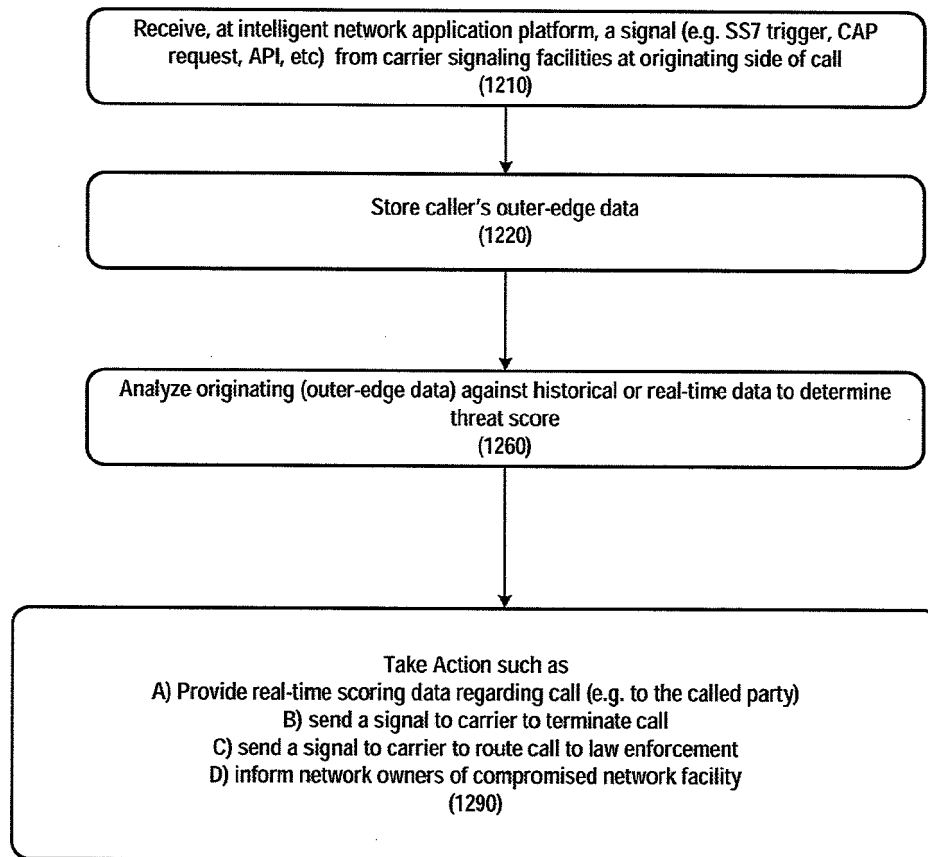 Receive, at intelligent network application platform, a signal (e.g. SS7 trigger, CAP
request, API, etc) from carrier signaling facilities at originating side of call
(1210)
Store caller's outer-edge data
(1220)
Analyze originating (outer-edge data) against historical or real-time data to determine
threat score
(1260)
Take Action such as
A) Provide real-time scoring data regarding call (e.g. to the called party)
B) send a signal to carrier to terminate call
C) send a signal to carrier to route call to law enforcement
D) inform network owners of compromised network facility
(1290)